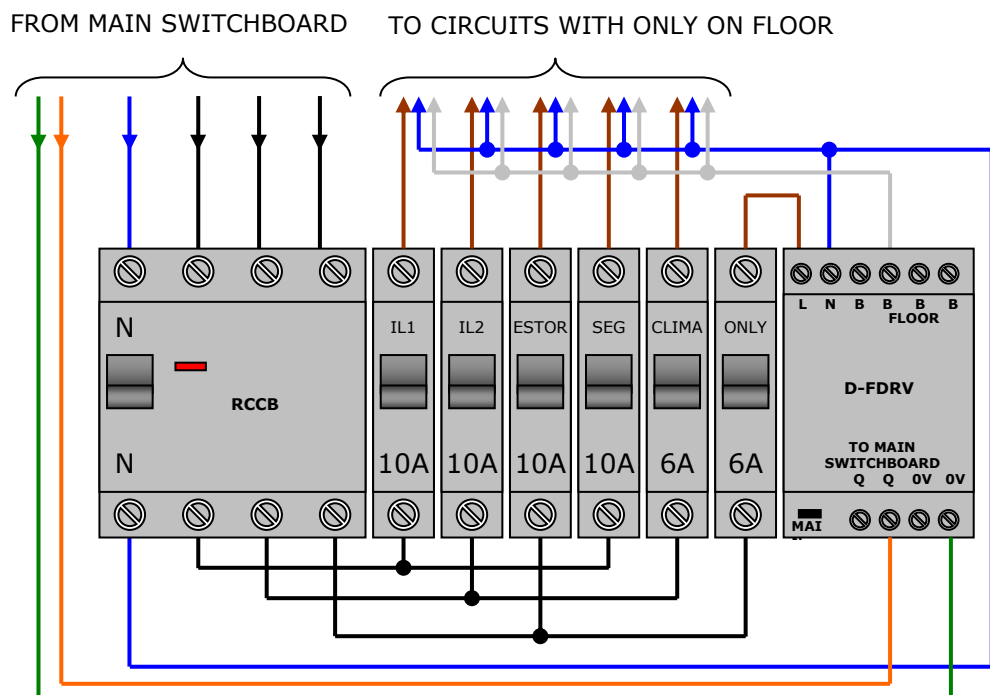 FROM MAIN SWITCHBOARD
TO CIRCUITS WITH ONLY ON FLOOR
N
IL1
IL2
ESTOR
SEG
CLIMA
ONLY
L N B B B B
FLOOR
RCCB
D-FDRV
N
10A
10A
10A
10A
6A
6A
TO MAIN
SWITCHBOARD
Q Q 0V 0V
MAI